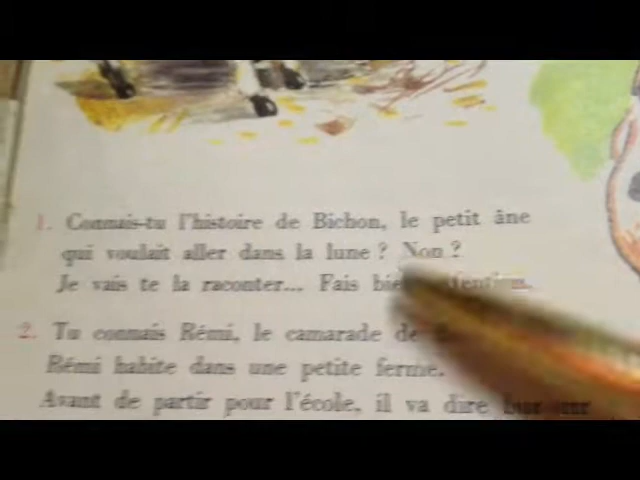 1. Connais-tu l'histoire de Bichon, le petit âne
qui voulait aller dans la lune ? Non ?
Je vais te la raconter... Fais bien attention.
2. Tu connais Rémi, le camarade de
Rémi habite dans une petite ferme.
Avant de partir pour l'école, il va dire